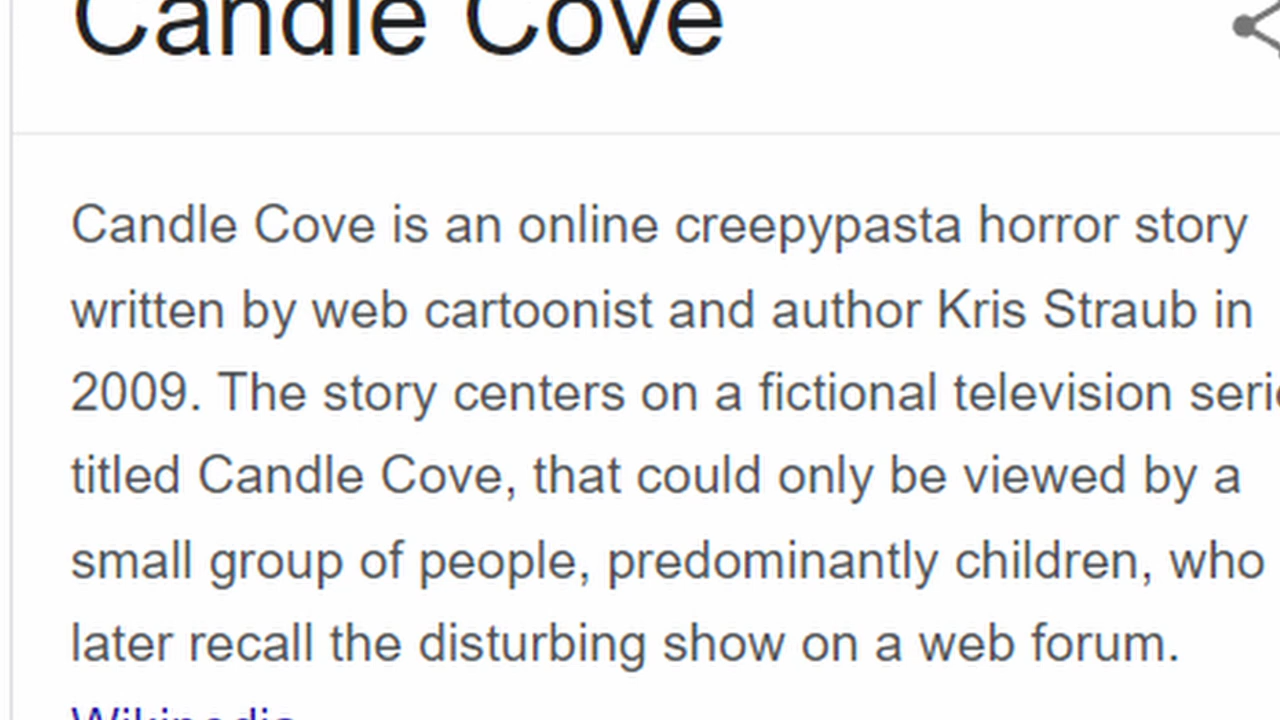 Candle Cove
Candle Cove is an online creepypasta horror story
written by web cartoonist and author Kris Straub in
2009. The story centers on a fictional television
titled Candle Cove, that could only be viewed by a
small group of people, predominantly children, who
later recall the disturbing show on a web forum.
Wikipedia